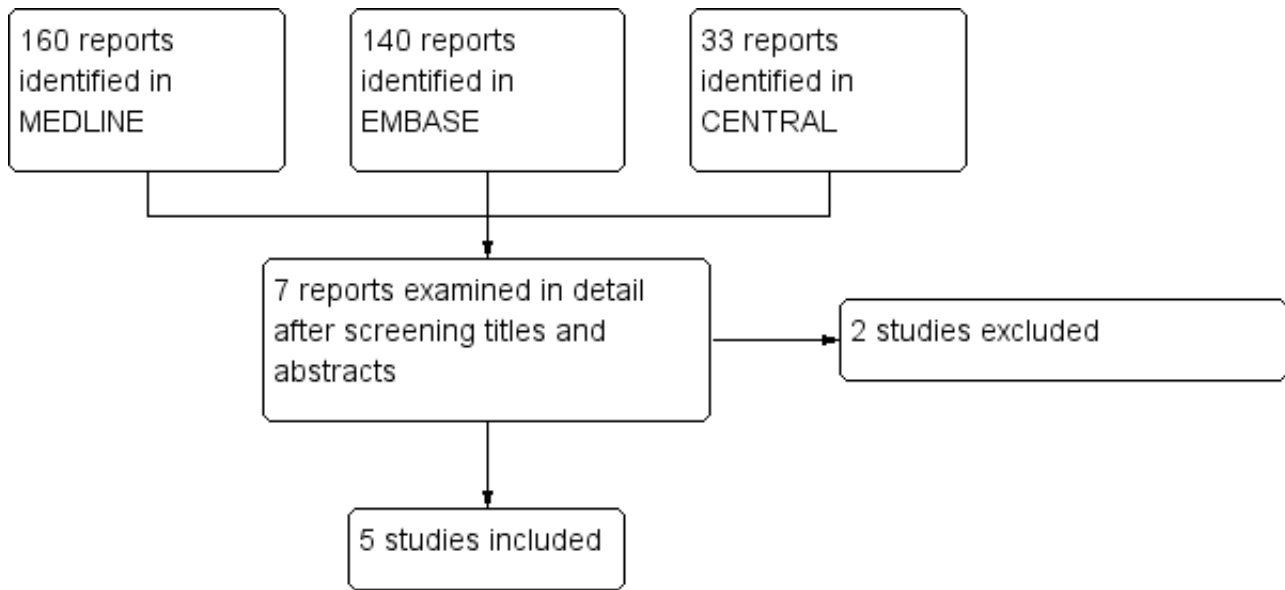 160 reports
identified in
MEDLINE
140 reports
identified in
EMBASE
33 reports
identified in
CENTRAL
7 reports examined in detail
after screening titles and
abstracts
2 studies excluded
5 studies included